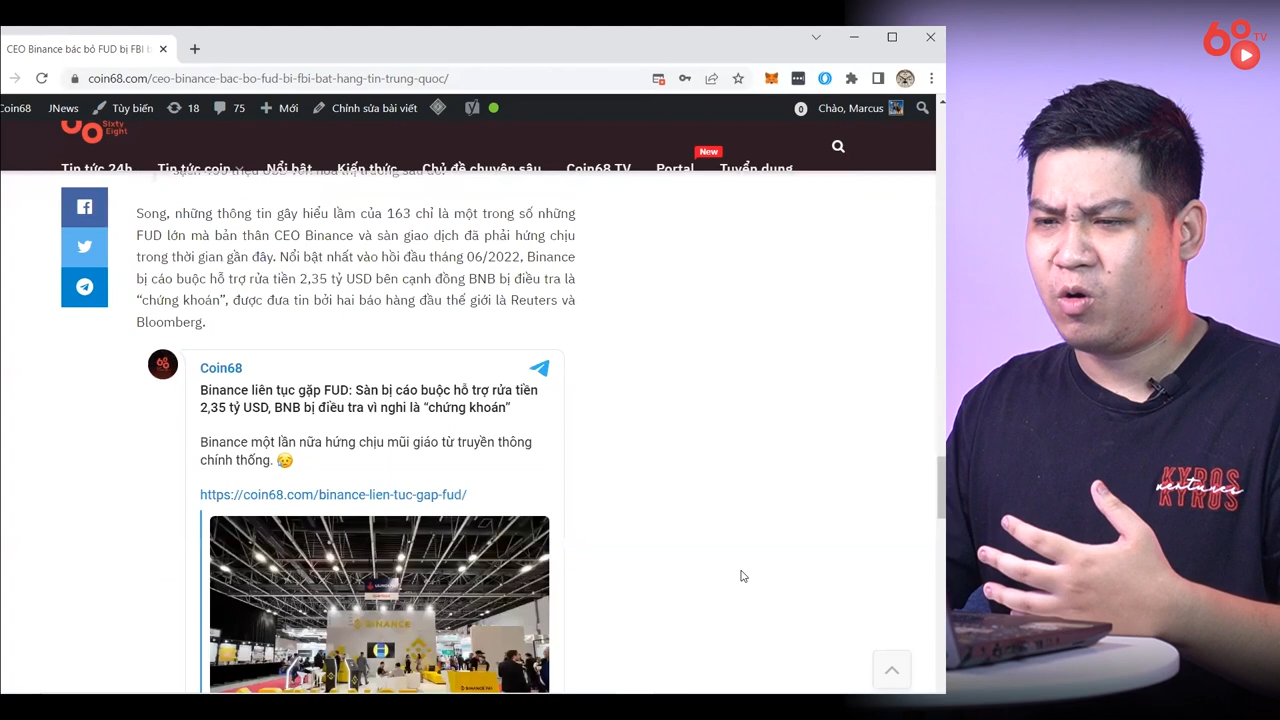 CEO Binance bác bỏ FUD bị FBI
coin68.com/ceo-binance-bac-bo-fud-bi-fbi-bat-hang-tin-trung-quoc/
Coin68 JNews Tùy biến 18 75 Mới Chỉnh sửa bài viết 0 Chào, Marcus
Sixty
Eight
New
Tin tức 24h Tin tức coin Nổi bật Kiến thức Chủ đề chuyên sâu Coin68 TV Portal Tuyển dụng
Song, những thông tin gây hiểu lầm của 163 chỉ là một trong số những
FUD lớn mà bản thân CEO Binance và sàn giao dịch đã phải hứng chịu
trong thời gian gần đây. Nổi bật nhất vào hồi đầu tháng 06/2022, Binance
bị cáo buộc hỗ trợ rửa tiền 2,35 tỷ USD bên cạnh đồng BNB bị điều tra là
“chứng khoán”, được đưa tin bởi hai bảo hàng đầu thế giới là Reuters và
Bloomberg.
Coin68
Binance liên tục gặp FUD: Sàn bị cáo buộc hỗ trợ rửa tiền
2,35 tỷ USD, BNB bị điều tra vì nghi là “chứng khoán”
Binance một lần nữa hứng chịu mũi giáo từ truyền thông
chính thống. 😥
https://coin68.com/binance-lien-tuc-gap-fud/
BINANCE
68
TV
KYROS
ventures
KYROS